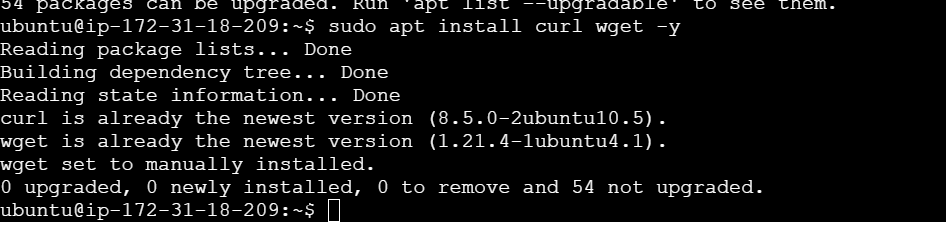 54 packages can be upgraded. Run 'apt list --upgradable' to see them.
ubuntu@ip-172-31-18-209:~$ sudo apt install curl wget -y
Reading package lists... Done
Building dependency tree... Done
Reading state information... Done
curl is already the newest version (8.5.0-2ubuntu10.5).
wget is already the newest version (1.21.4-1ubuntu4.1).
wget set to manually installed.
0 upgraded, 0 newly installed, 0 to remove and 54 not upgraded.
ubuntu@ip-172-31-18-209:~$